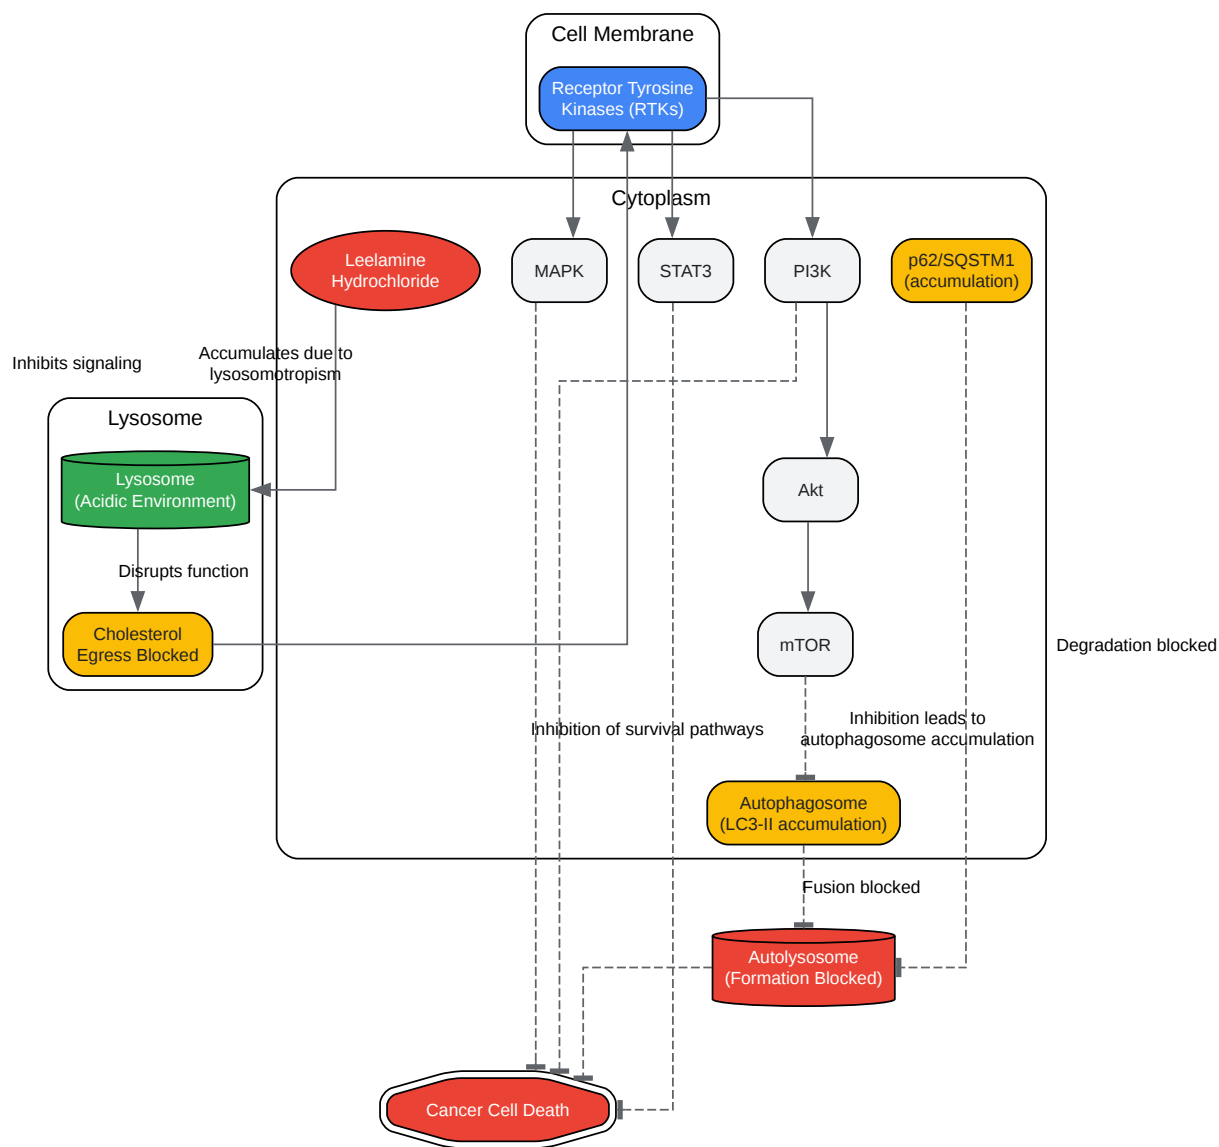 Cell Membrane
Receptor Tyrosine
Kinases (RTKs)
Cytoplasm
Leelamine
Hydrochloride
MAPK
STAT3
PI3K
p62/SQSTM1
(accumulation)
Inhibits signaling
Accumulates due to
lysosomotropism
Lysosome
Lysosome
(Acidic Environment)
Akt
Disrupts function
Cholesterol
Egress Blocked
mTOR
Degradation blocked
Inhibition of survival pathways
Inhibition leads to
autophagosome accumulation
Autophagosome
(LC3-II accumulation)
Fusion blocked
Autolysosome
(Formation Blocked)
Cancer Cell Death